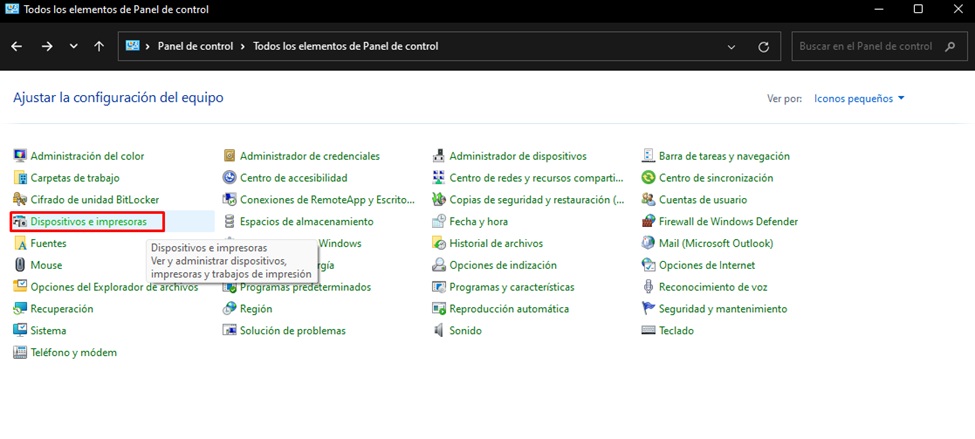 Todos los elementos de Panel de control
Panel de control > Todos los elementos de Panel de control
Buscar en el Panel de control
Ajustar la configuración del equipo
Ver por: Iconos pequeños
Administración del color
Administrador de credenciales
Administrador de dispositivos
Barra de tareas y navegación
Carpetas de trabajo
Centro de accesibilidad
Centro de redes y recursos comparti...
Centro de sincronización
Cifrado de unidad BitLocker
Conexiones de RemoteApp y Escrito...
Copias de seguridad y restauración (...
Cuentas de usuario
Dispositivos e impresoras
Espacios de almacenamiento
Fecha y hora
Firewall de Windows Defender
Fuentes
Windows
Historial de archivos
Mail (Microsoft Outlook)
Dispositivos e impresoras
Ver y administrar dispositivos,
impresoras y trabajos de impresión
Mouse
Opciones de indización
Opciones de Internet
Opciones del Explorador de archivos
Programas predeterminados
Programas y características
Reconocimiento de voz
Recuperación
Región
Reproducción automática
Seguridad y mantenimiento
Sistema
Solución de problemas
Sonido
Teclado
Teléfono y módem